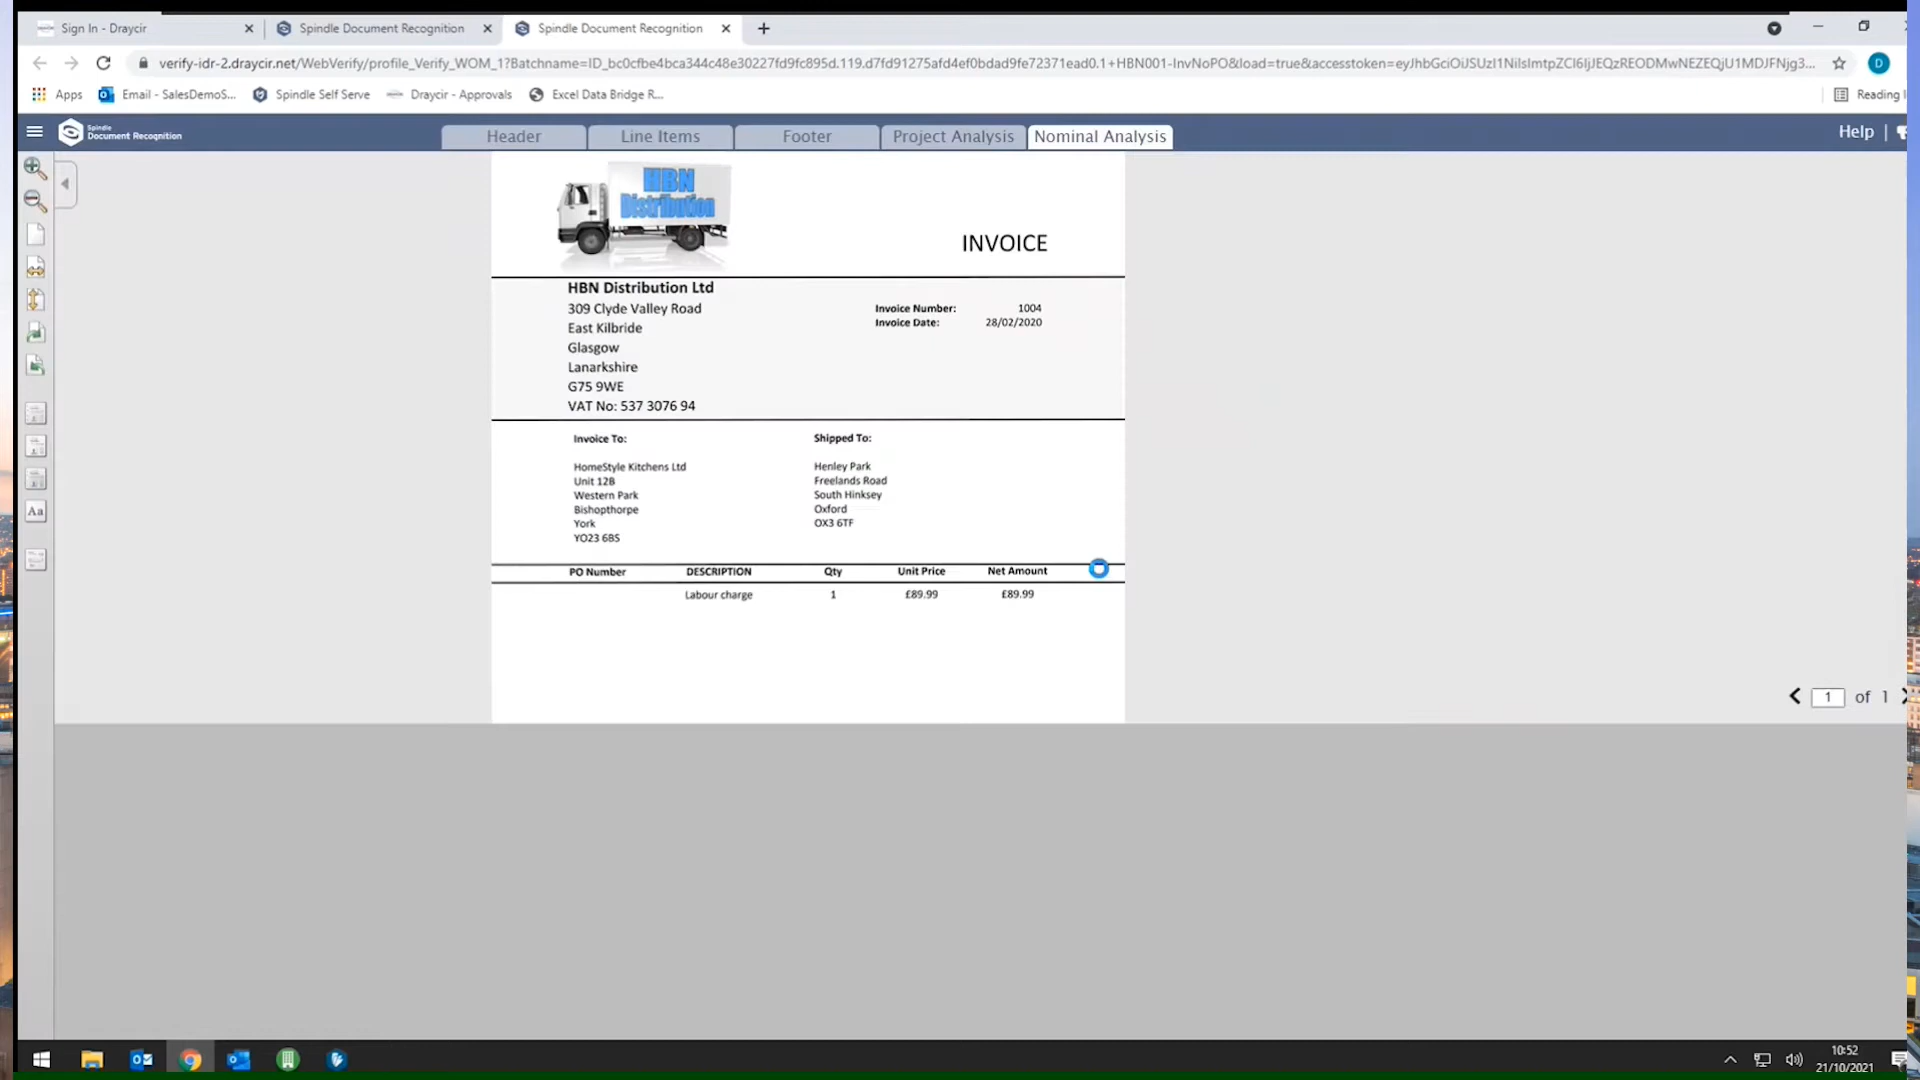 Sign In - Draycir
Spindle Document Recognition
Spindle Document Recognition
verify-idr-2.draycir.net/WebVerify/profile_Verify_WOM_1?Batchname=ID_bc0cfbe4bca344c48e30227fd9fc895d.119.d7fd91275afd4ef0bdad9fe72371ead0.1+HBN001-InvNoPO&load=true&accesstoken=
D
Apps
Email - SalesDemoS...
Spindle Self Serve
Draycir - Approvals
Excel Data Bridge R...
Reading
Spindle
Document Recognition
Header
Line Items
Footer
Project Analysis
Nominal Analysis
Help
HBN
Distribution
INVOICE
HBN Distribution Ltd
309 Clyde Valley Road
East Kilbride
Glasgow
Lanarkshire
G75 9WE
VAT No: 537 3076 94
Invoice Number: 1004
Invoice Date: 28/02/2020
Invoice To:
HomeStyle Kitchens Ltd
Unit 12B
Western Park
Bishopthorpe
York
YO23 6BS
Shipped To:
Henley Park
Freelands Road
South Hinksey
Oxford
OX3 6TF
PO Number DESCRIPTION Qty Unit Price Net Amount
Labour charge 1 £89.99 £89.99
Aa
1 of 1
10:52
21/10/2021